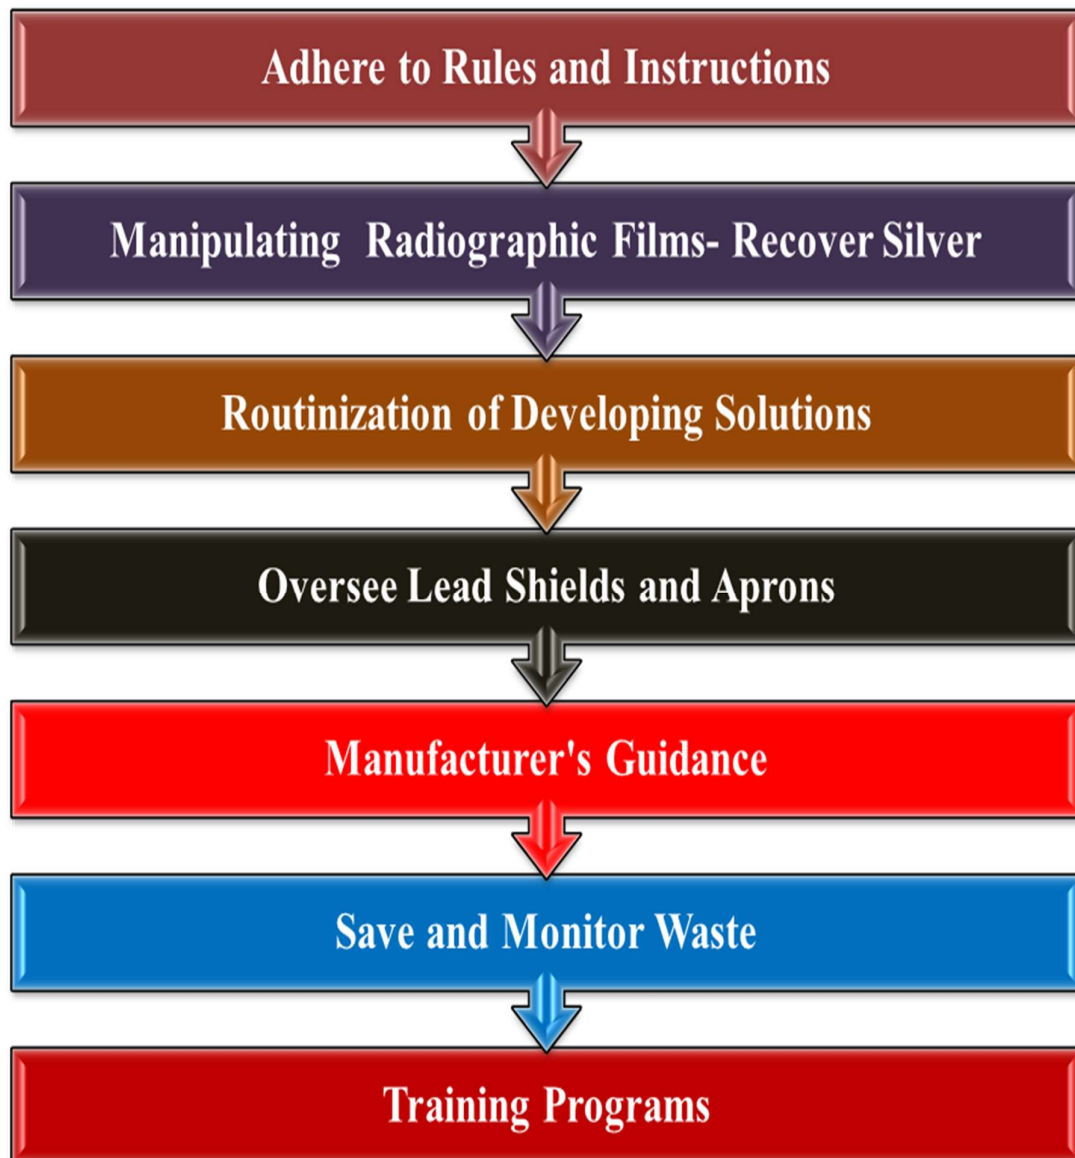 Adhere to Rules and Instructions
Manipulating Radiographic Films- Recover Silver
Routinization of Developing Solutions
Oversee Lead Shields and Aprons
Manufacturer's Guidance
Save and Monitor Waste
Training Programs